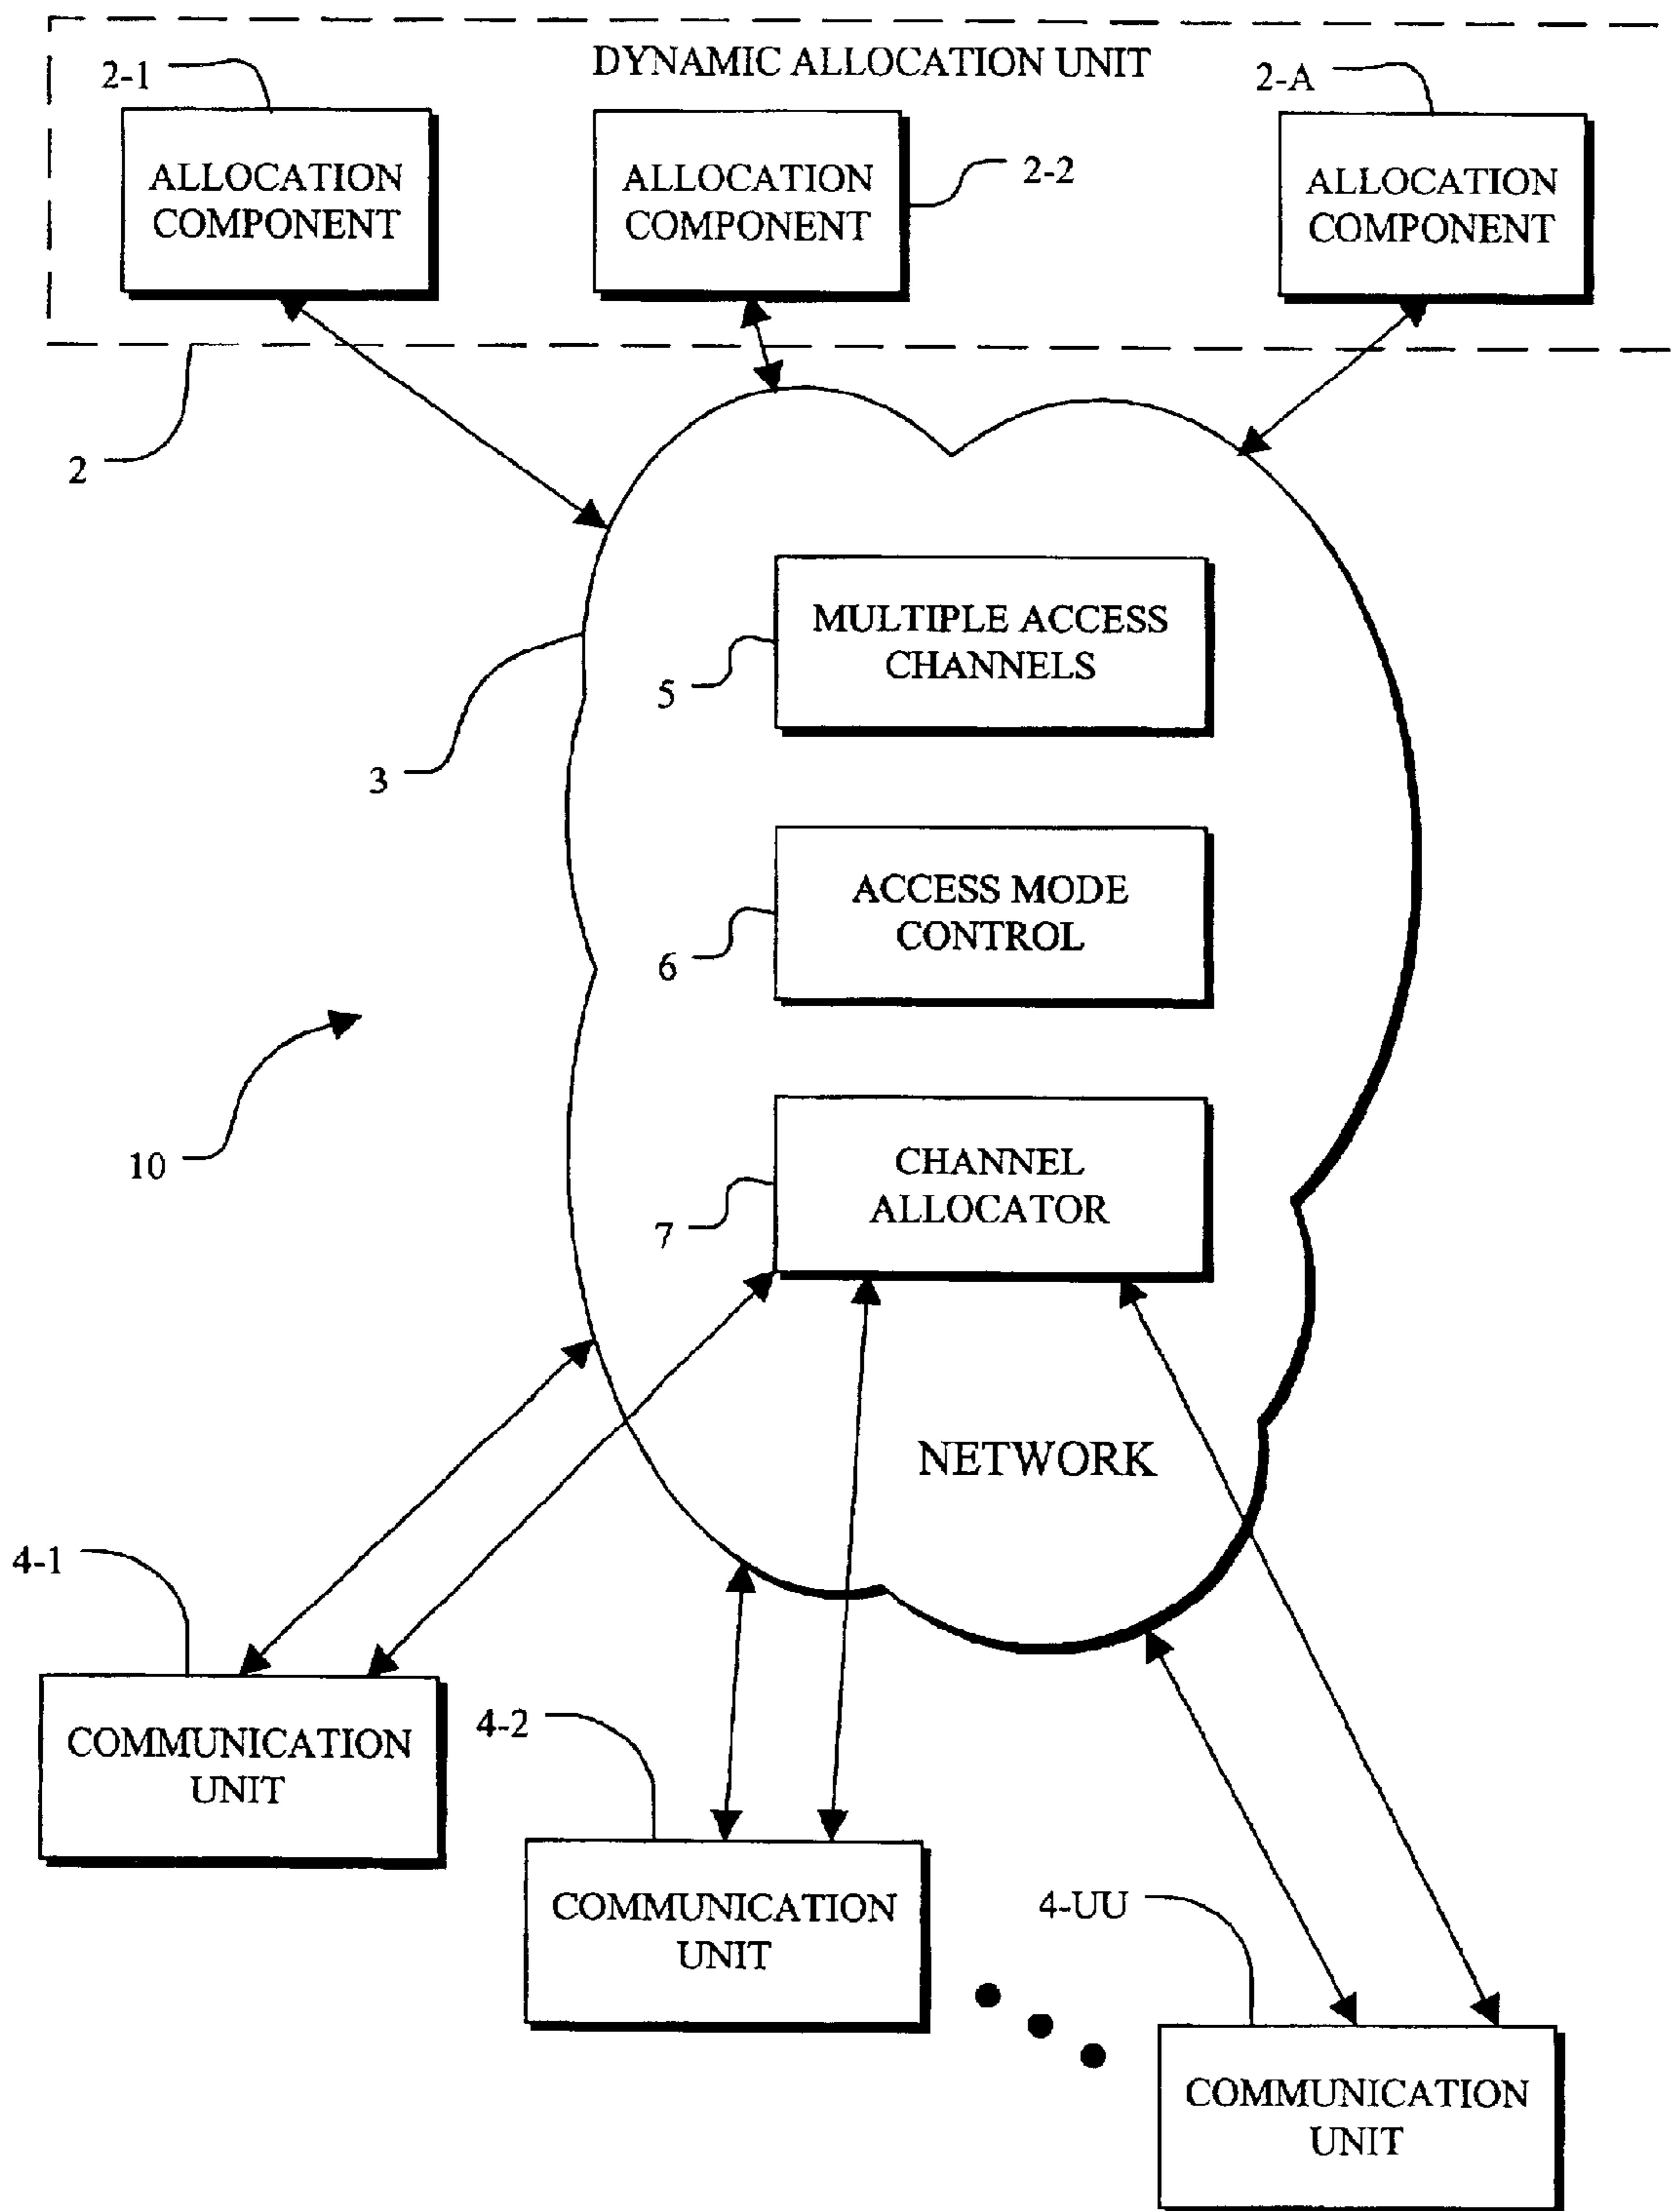 DYNAMIC ALLOCATION UNIT
2-1
2-A
ALLOCATION
COMPONENT
ALLOCATION
COMPONENT
2-2
ALLOCATION
COMPONENT
2
MULTIPLE ACCESS
CHANNELS
5
3
ACCESS MODE
CONTROL
6
10
CHANNEL
ALLOCATOR
7
NETWORK
4-1
COMMUNICATION
UNIT
4-2
COMMUNICATION
UNIT
4-UU
COMMUNICATION
UNIT